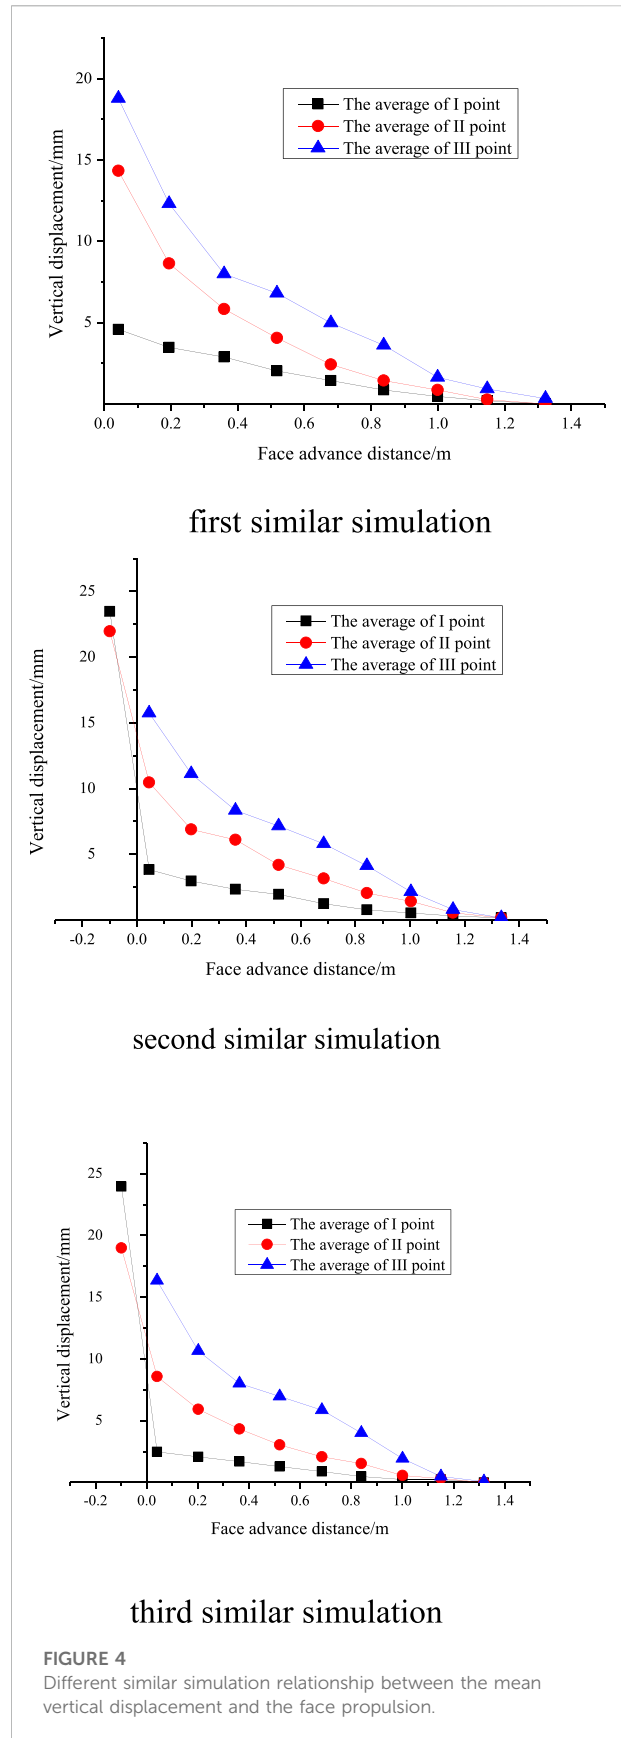 20
15
10
5
Vertical displacement/mm
The average of I point
The average of II point
The average of III point
0.0 0.2 0.4 0.6 0.8 1.0 1.2 1.4
Face advance distance/m
first similar simulation
25
20
15
10
5
Vertical displacement/mm
The average of I point
The average of II point
The average of III point
-0.2 0.0 0.2 0.4 0.6 0.8 1.0 1.2 1.4
Face advance distance/m
second similar simulation
25
20
15
10
5
Vertical displacement/mm
The average of I point
The average of II point
The average of III point
-0.2 0.0 0.2 0.4 0.6 0.8 1.0 1.2 1.4
Face advance distance/m
third similar simulation
FIGURE 4
Different similar simulation relationship between the mean
vertical displacement and the face propulsion.